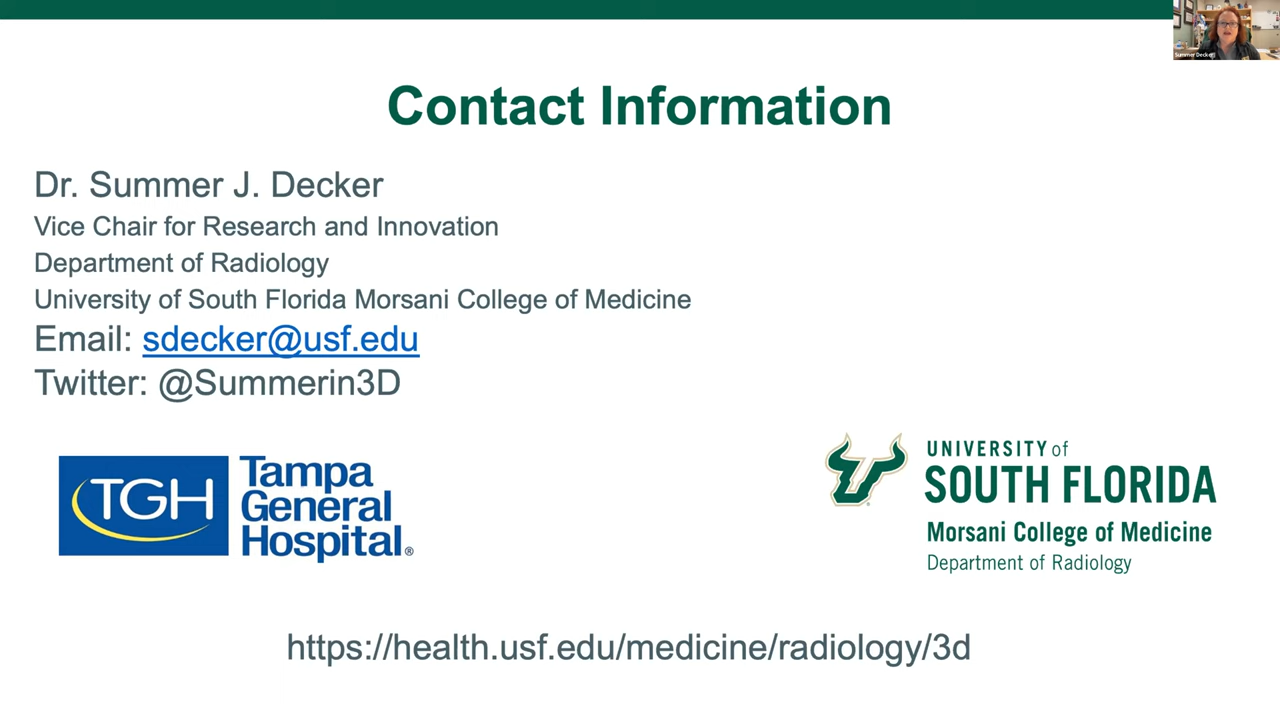 Summer Decker
Contact Information
Dr. Summer J. Decker
Vice Chair for Research and Innovation
Department of Radiology
University of South Florida Morsani College of Medicine
Email: sdecker@usf.edu
Twitter: @Summerin3D
TGH
Tampa
General
Hospital®
UNIVERSITY of
SOUTH FLORIDA
Morsani College of Medicine
Department of Radiology
https://health.usf.edu/medicine/radiology/3d